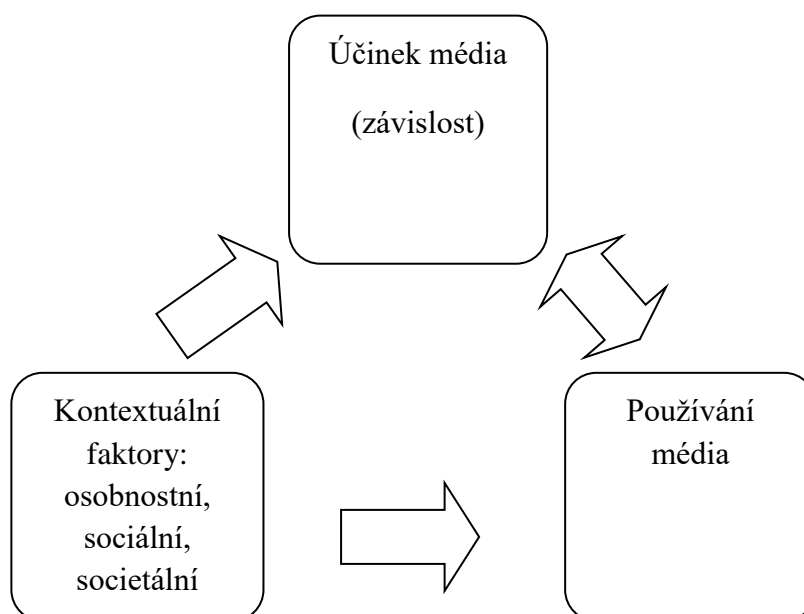 Účinek média
(závislost)
Kontextuální
faktory:
osobnostní,
sociální,
societální
Používání
média